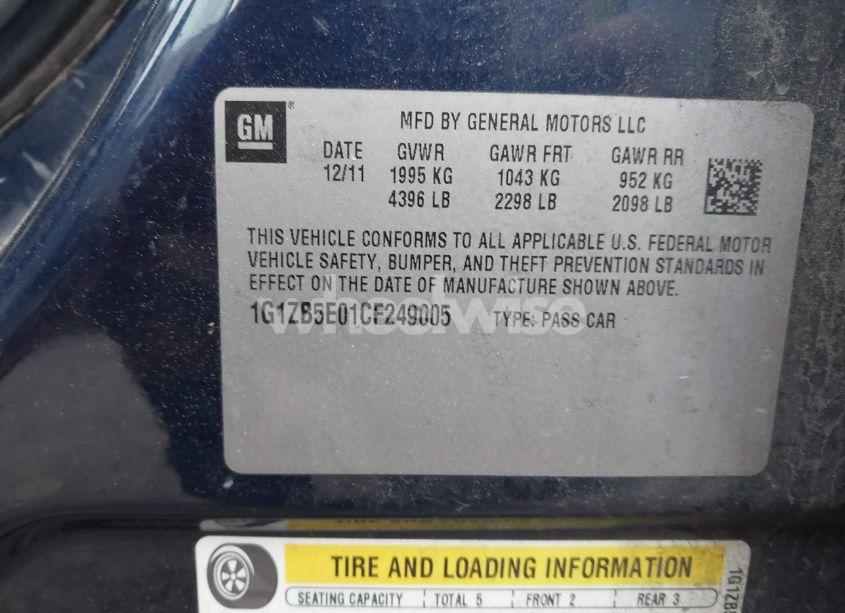 GM
MFD BY GENERAL MOTORS LLC
DATE GVWR GAWR FRT GAWR RR
12/11 1995 KG 1043 KG 952 KG
4396 LB 2298 LB 2098 LB
THIS VEHICLE CONFORMS TO ALL APPLICABLE U.S. FEDERAL MOTOR
VEHICLE SAFETY, BUMPER, AND THEFT PREVENTION STANDARDS IN
EFFECT ON THE DATE OF MANUFACTURE SHOWN ABOVE.
1G1ZB5E01CF249005 TYPE: PASS CAR
wheelwise
TIRE AND LOADING INFORMATION
SEATING CAPACITY TOTAL 5 FRONT 2 REAR 3